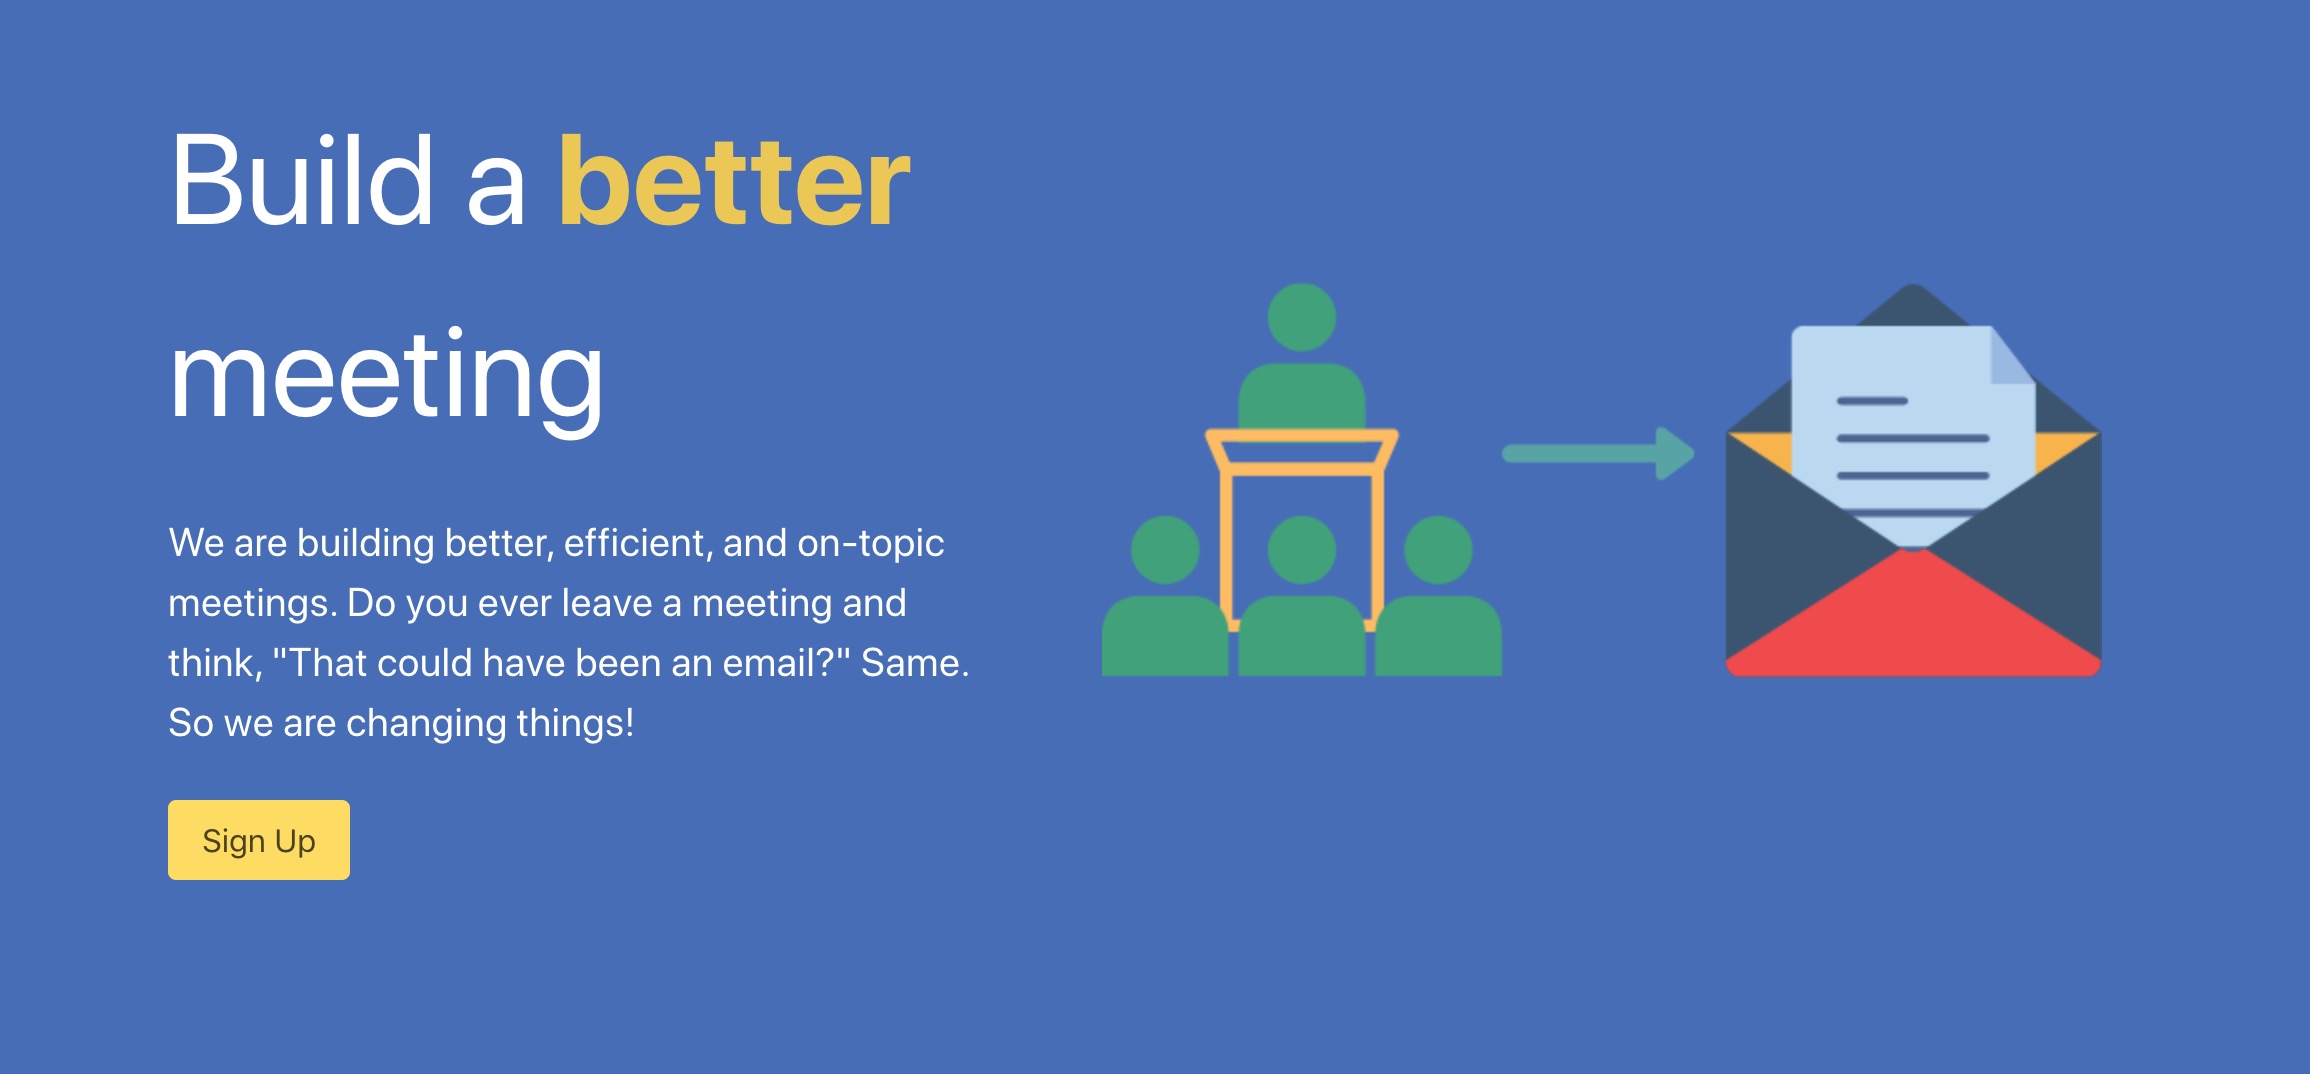 Build a better
meeting
We are building better, efficient, and on-topic
meetings. Do you ever leave a meeting and
think, "That could have been an email?" Same.
So we are changing things!
Sign Up